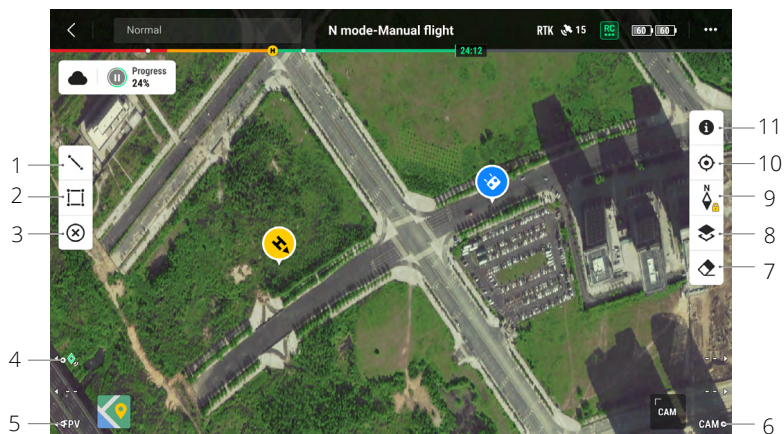 Normal
N mode-Manual flight
RTK
15
RC
60
60
24:12
H
Progress
24%
11
1
10
2
N
9
3
8
H
7
4
--
--
--
5
FPV
CAM
CAM
6